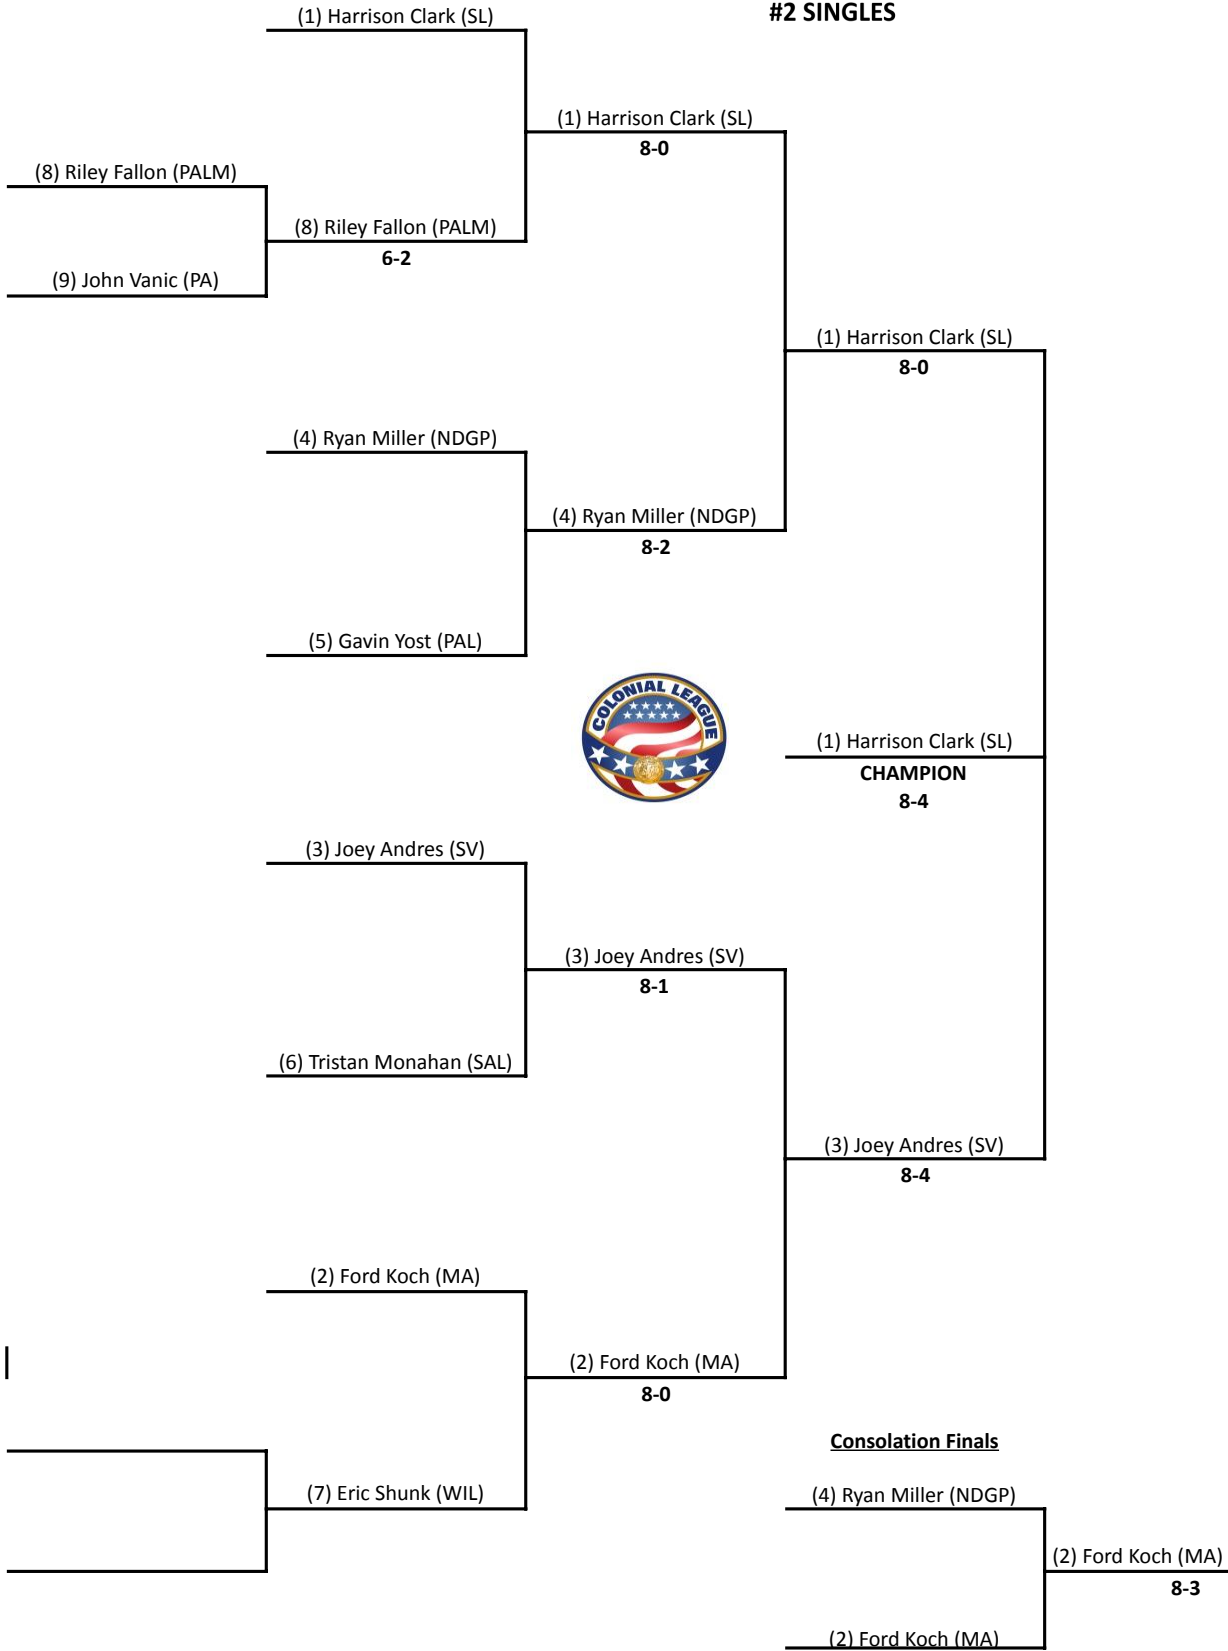 #2 SINGLES
(1) Harrison Clark (SL)
(1) Harrison Clark (SL)
8-0
(8) Riley Fallon (PALM)
(8) Riley Fallon (PALM)
6-2
(9) John Vanic (PA)
(1) Harrison Clark (SL)
8-0
(4) Ryan Miller (NDGP)
(4) Ryan Miller (NDGP)
8-2
(5) Gavin Yost (PAL)
COLONIAL LEAGUE
(1) Harrison Clark (SL)
CHAMPION
8-4
(3) Joey Andres (SV)
(3) Joey Andres (SV)
8-1
(6) Tristan Monahan (SAL)
(3) Joey Andres (SV)
8-4
(2) Ford Koch (MA)
(2) Ford Koch (MA)
8-0
Consolation Finals
(7) Eric Shunk (WIL)
(4) Ryan Miller (NDGP)
(2) Ford Koch (MA)
8-3
(2) Ford Koch (MA)